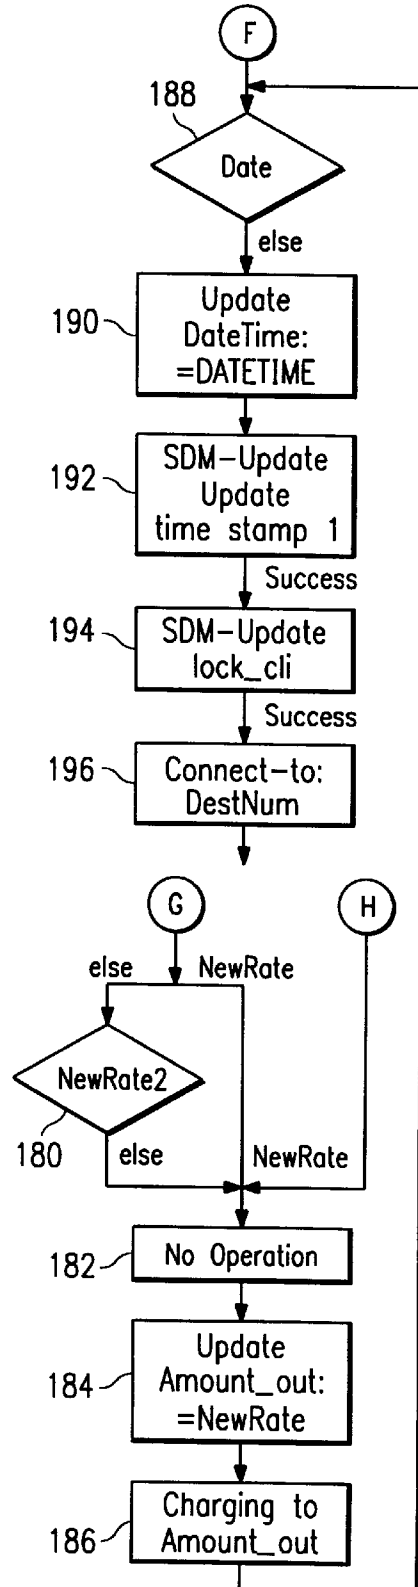 F
188
Date
else
190
Update
DateTime:
=DATETIME
192
SDM-Update
Update
time stamp 1
Success
194
SDM-Update
lock_cli
Success
196
Connect-to:
DestNum
G
H
else
NewRate
NewRate2
180
else
NewRate
182
No Operation
184
Update
Amount_out:
=NewRate
186
Charging to
Amount_out